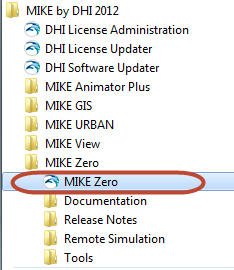 MIKE by DHI 2012
DHI License Administration
DHI License Updater
DHI Software Updater
MIKE Animator Plus
MIKE GIS
MIKE URBAN
MIKE View
MIKE Zero
MIKE Zero
Documentation
Release Notes
Remote Simulation
Tools